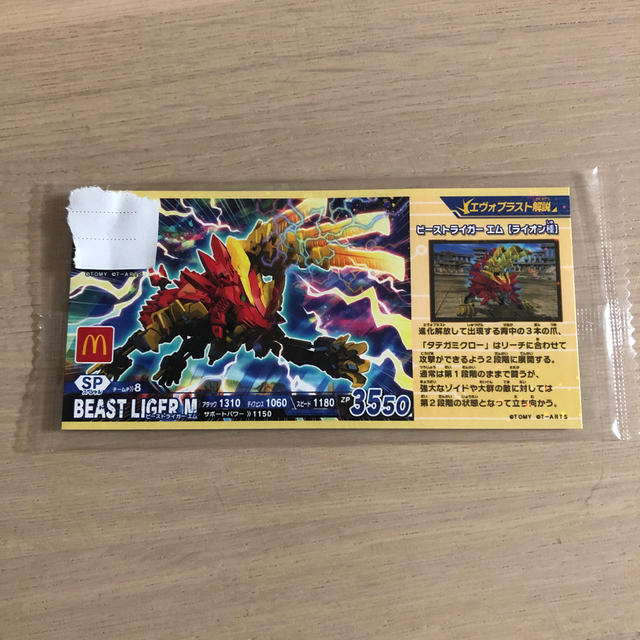 ©TOMY ©T-ARTS
M
SP
スペシャル
チームP≫8
BEAST LIGER M
ビーストライガー エム
アタック 1310 ディフェンス 1060 スピード 1180
サポートパワー≫1150
ZP 3550
エヴォブラスト解説
ビーストライガー エム［ライオン種］
進化解放して出現する背中の3本の爪、
「タテガミクロー」はリーチに合わせて
攻撃ができるよう2段階に展開する。
通常は第1段階のままで闘うが、
強大なゾイドや大群の敵に対しては
第2段階の状態となって立ち向かう。
©TOMY ©T-ARTS